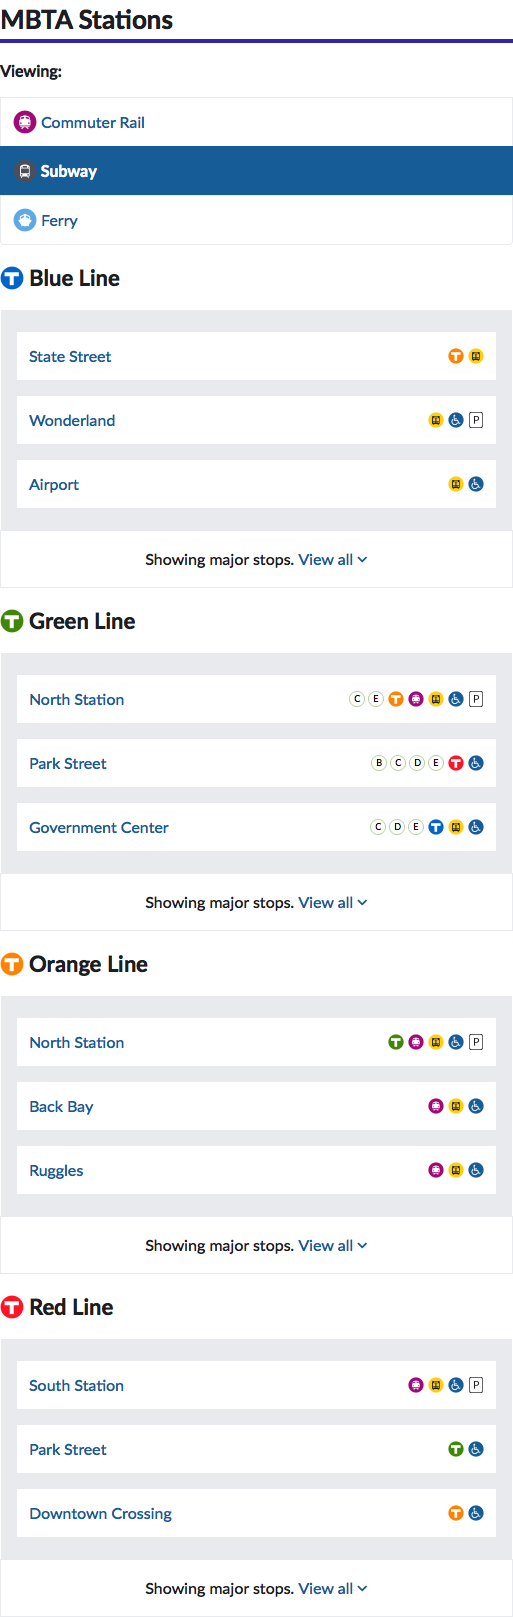 MBTA Stations
Viewing:
Commuter Rail
Subway
Ferry
T Blue Line
State Street T
Wonderland P
Airport
Showing major stops. View all
T Green Line
North Station C E T P
Park Street B C D E T
Government Center C D E T
Showing major stops. View all
T Orange Line
North Station T P
Back Bay
Ruggles
Showing major stops. View all
T Red Line
South Station P
Park Street T
Downtown Crossing T
Showing major stops. View all